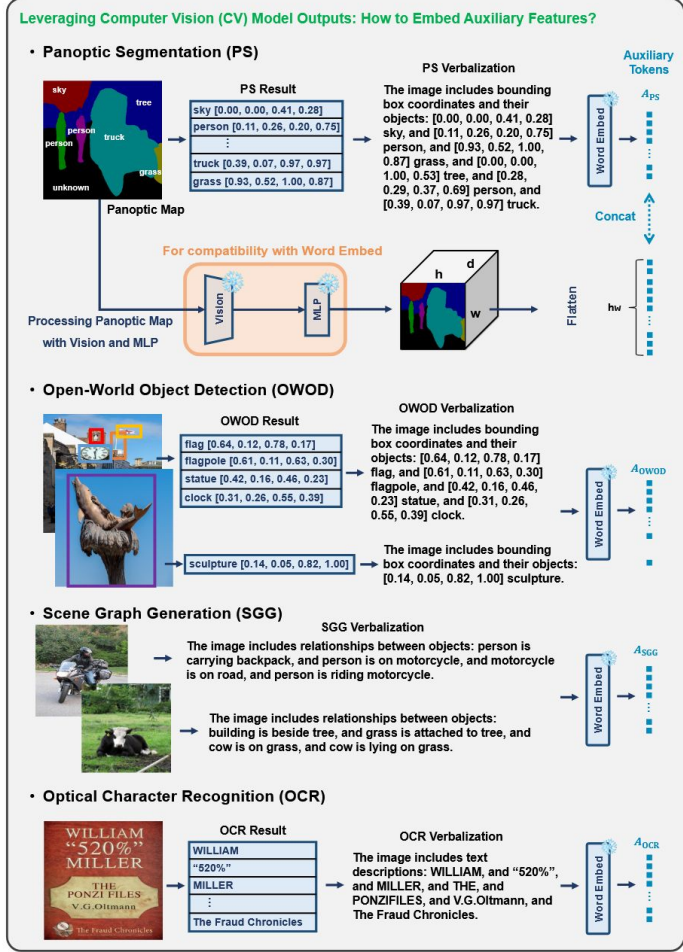 Leveraging Computer Vision (CV) Model Outputs: How to Embed Auxiliary Features?
• Panoptic Segmentation (PS)
sky
tree
person
person
truck
grass
unknown
Panoptic Map
PS Result
sky [0.00, 0.00, 0.41, 0.28]
person [0.11, 0.26, 0.20, 0.75]
⋮
truck [0.39, 0.07, 0.97, 0.97]
grass [0.93, 0.52, 1.00, 0.87]
PS Verbalization
The image includes bounding
box coordinates and their
objects: [0.00, 0.00, 0.41, 0.28]
sky, and [0.11, 0.26, 0.20, 0.75]
person, and [0.93, 0.52, 1.00,
0.87] grass, and [0.00, 0.00,
1.00, 0.53] tree, and [0.28,
0.29, 0.37, 0.69] person, and
[0.39, 0.07, 0.97, 0.97] truck.
Word Embed
Auxiliary
Tokens
A_PS
Concat
For compatibility with Word Embed
Processing Panoptic Map
with Vision and MLP
Vision
MLP
h
d
w
Flatten
hw
• Open-World Object Detection (OWOD)
OWOD Result
flag [0.64, 0.12, 0.78, 0.17]
flagpole [0.61, 0.11, 0.63, 0.30]
statue [0.42, 0.16, 0.46, 0.23]
clock [0.31, 0.26, 0.55, 0.39]
OWOD Verbalization
The image includes bounding
box coordinates and their
objects: [0.64, 0.12, 0.78, 0.17]
flag, and [0.61, 0.11, 0.63, 0.30]
flagpole, and [0.42, 0.16, 0.46,
0.23] statue, and [0.31, 0.26,
0.55, 0.39] clock.
sculpture [0.14, 0.05, 0.82, 1.00]
The image includes bounding
box coordinates and their objects:
[0.14, 0.05, 0.82, 1.00] sculpture.
Word Embed
A_OWOD
• Scene Graph Generation (SGG)
SGG Verbalization
The image includes relationships between objects: person is
carrying backpack, and person is on motorcycle, and motorcycle
is on road, and person is riding motorcycle.
The image includes relationships between objects:
building is beside tree, and grass is attached to tree, and
cow is on grass, and cow is lying on grass.
Word Embed
A_SGG
• Optical Character Recognition (OCR)
WILLIAM
“520%”
MILLER
THE
PONZI FILES
V.G.Oltmann
The Fraud Chronicles
OCR Result
WILLIAM
“520%”
MILLER
⋮
The Fraud Chronicles
OCR Verbalization
The image includes text
descriptions: WILLIAM, and “520%”,
and MILLER, and THE, and
PONZIFILES, and V.G.Oltmann, and
The Fraud Chronicles.
Word Embed
A_OCR